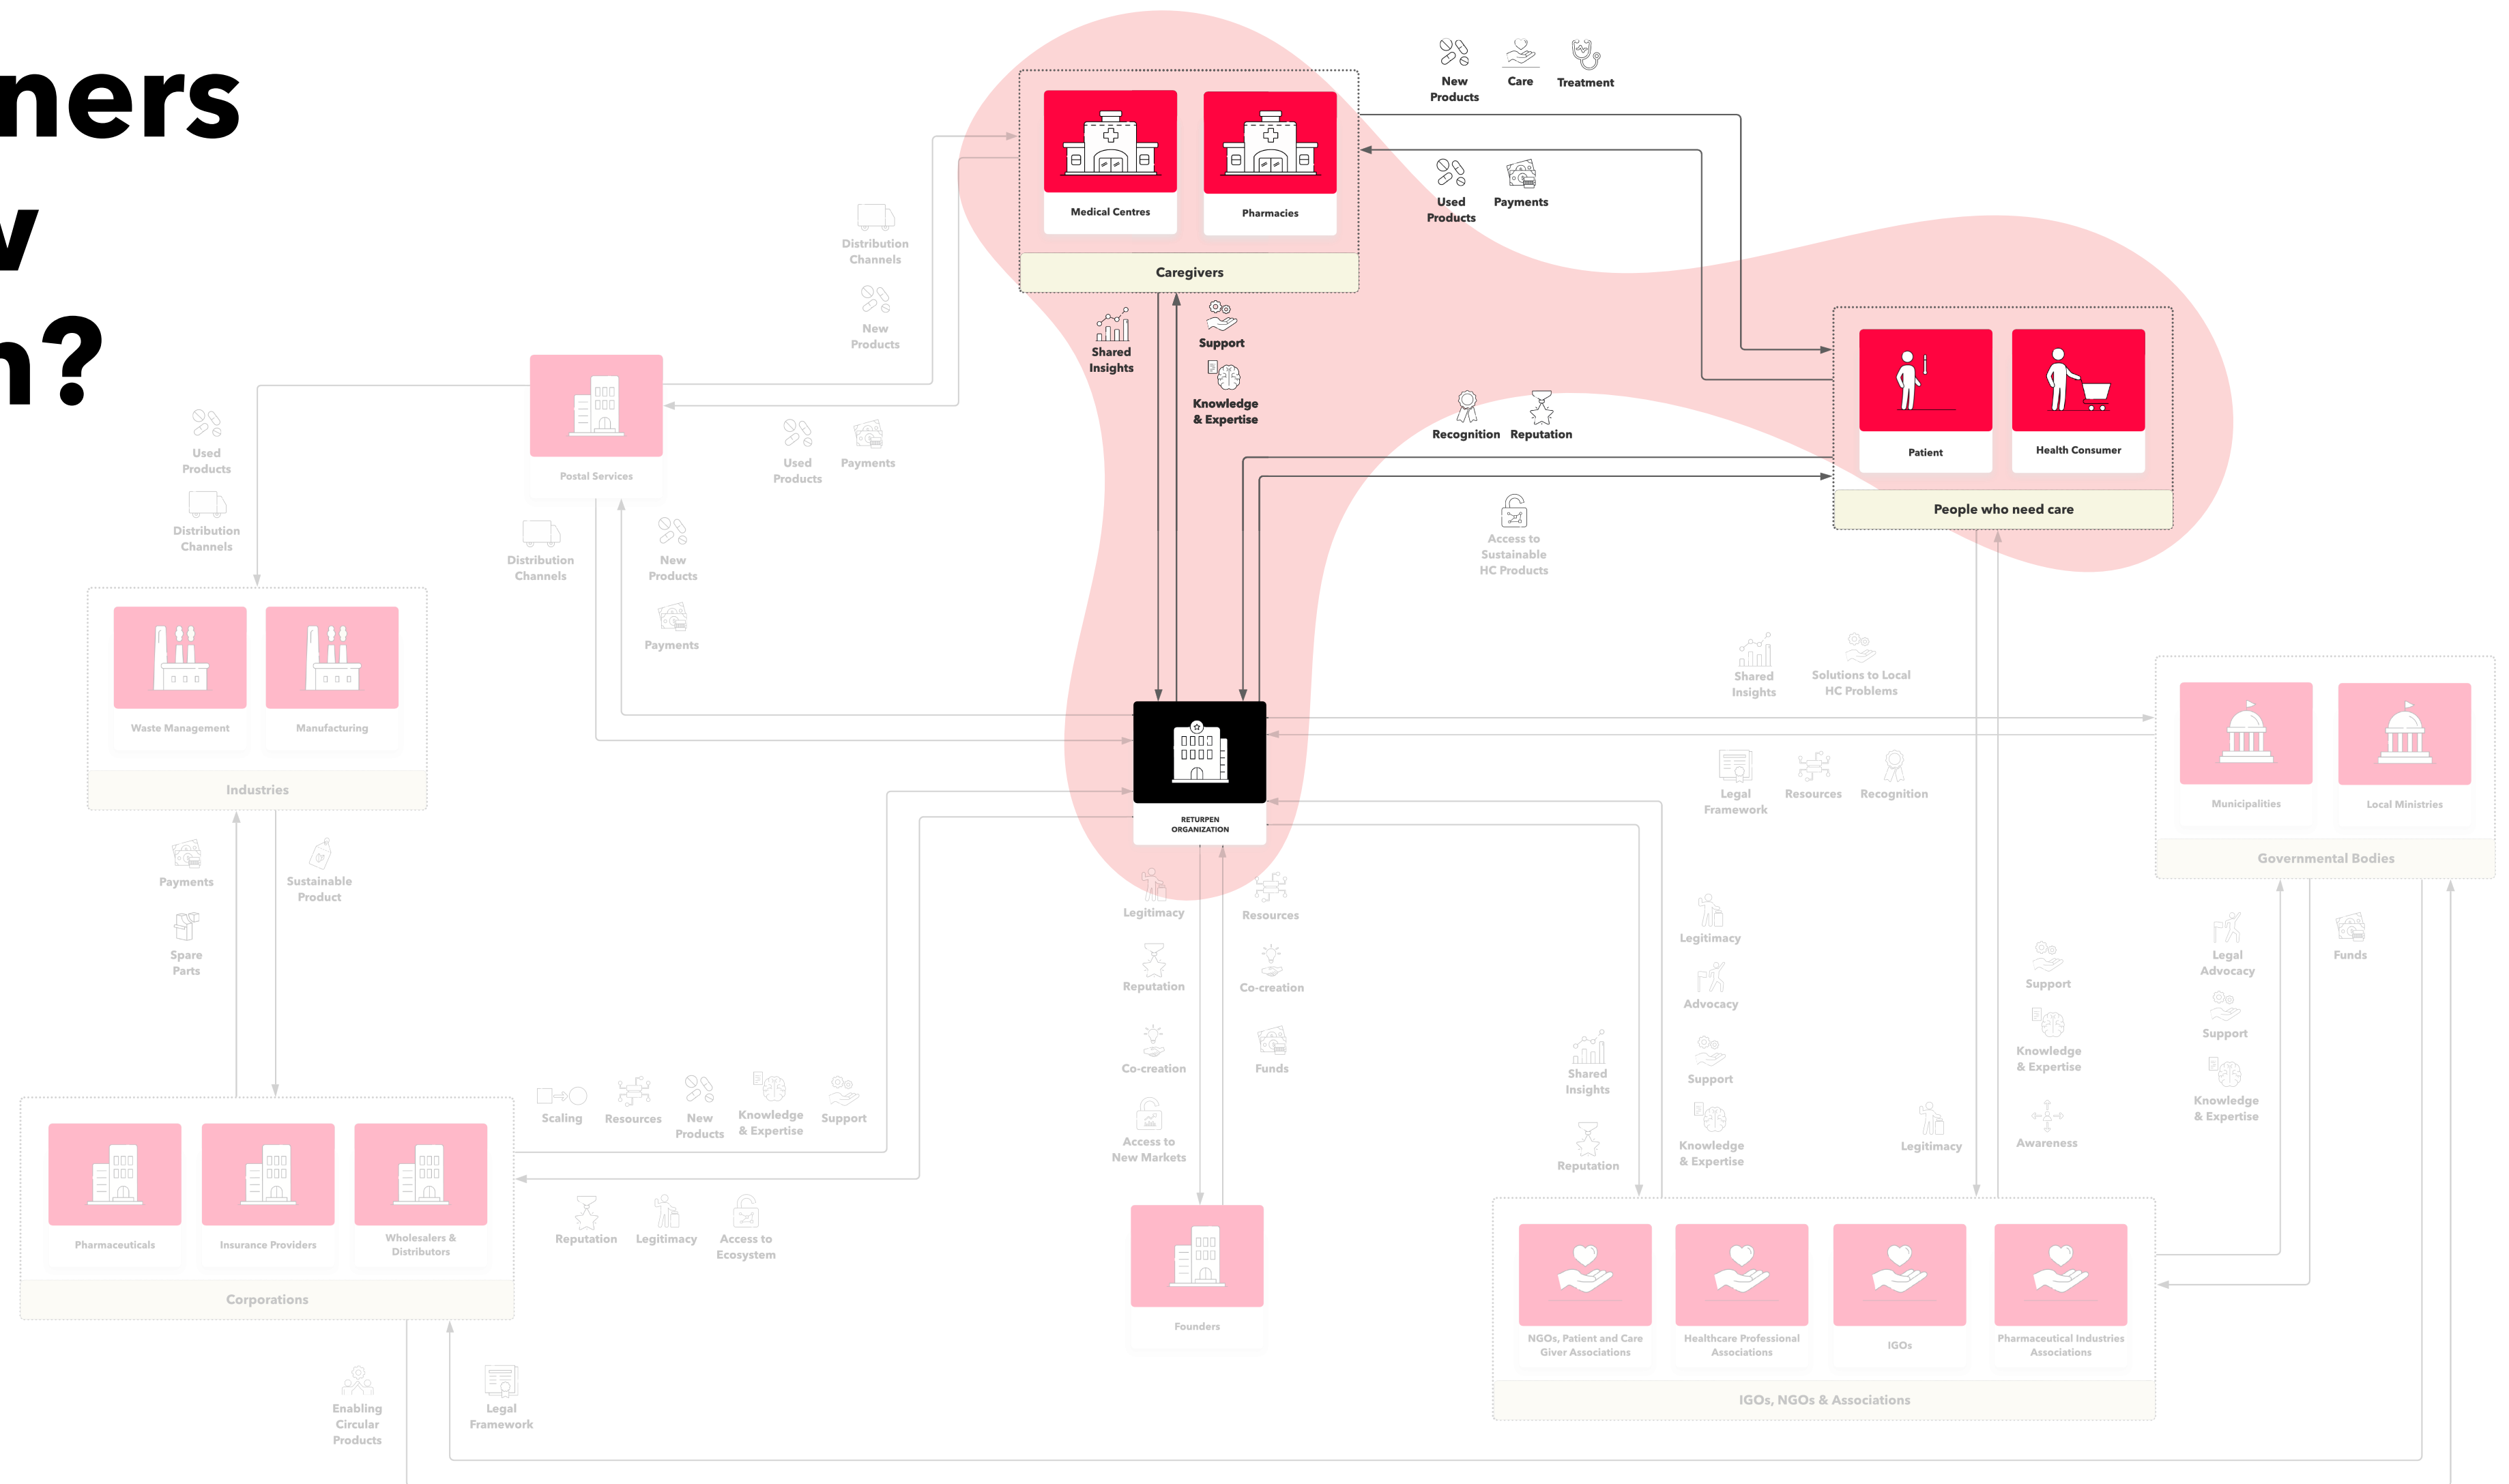 ners
v
n?
New
Products
Care
Treatment
Used
Products
Payments
Medical Centres
Pharmacies
Caregivers
Distribution
Channels
New
Products
Shared
Insights
Support
Knowledge
& Expertise
Recognition
Reputation
Patient
Health Consumer
People who need care
Access to
Sustainable
HC Products
Postal Services
Used
Products
Distribution
Channels
Used
Products
Payments
Distribution
Channels
New
Products
Payments
Waste Management
Manufacturing
Industries
Shared
Insights
Solutions to Local
HC Problems
Legal
Framework
Resources
Recognition
Municipalities
Local Ministries
Governmental Bodies
RETURPEN
ORGANIZATION
Payments
Sustainable
Product
Spare
Parts
Legitimacy
Resources
Reputation
Co-creation
Co-creation
Funds
Access to
New Markets
Legitimacy
Advocacy
Support
Knowledge
& Expertise
Shared
Insights
Reputation
Support
Knowledge
& Expertise
Legitimacy
Awareness
Legal
Advocacy
Funds
Support
Knowledge
& Expertise
Scaling
Resources
New
Products
Knowledge
& Expertise
Support
Reputation
Legitimacy
Access to
Ecosystem
Pharmaceuticals
Insurance Providers
Wholesalers &
Distributors
Corporations
Founders
NGOs, Patient and Care
Giver Associations
Healthcare Professional
Associations
IGOs
Pharmaceutical Industries
Associations
IGOs, NGOs & Associations
Enabling
Circular
Products
Legal
Framework